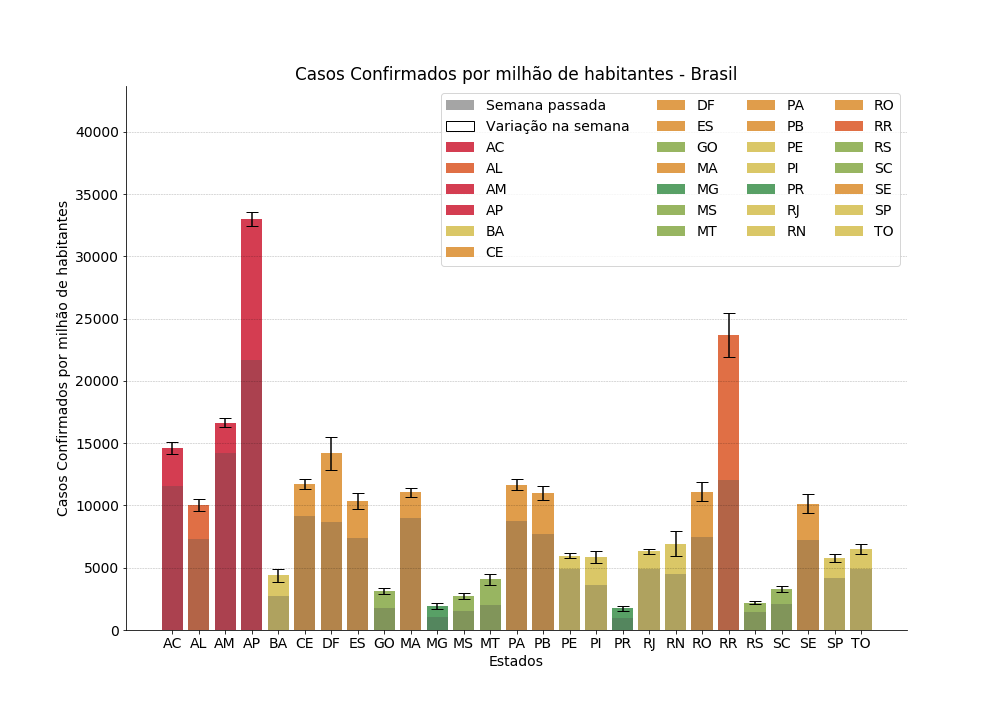 Casos Confirmados por milhão de habitantes - Brasil
Casos Confirmados por milhão de habitantes
40000
35000
30000
25000
20000
15000
10000
5000
0
Semana passada
Variação na semana
AC
AL
AM
AP
BA
CE
DF
ES
GO
MA
MG
MS
MT
PA
PB
PE
PI
PR
RJ
RN
RO
RR
RS
SC
SE
SP
TO
AC AL AM AP BA CE DF ES GO MA MG MS MT PA PB PE PI PR RJ RN RO RR RS SC SE SP TO
Estados